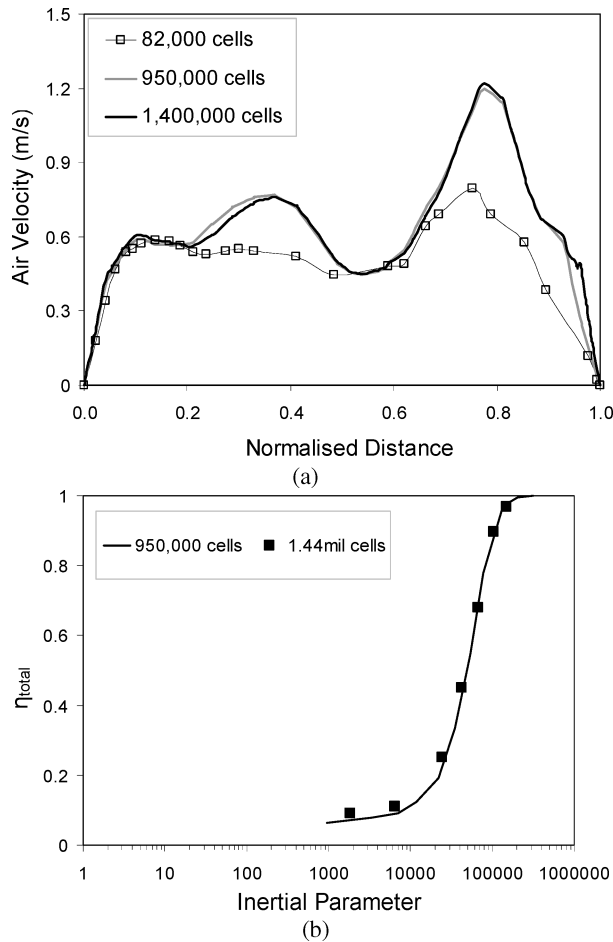 1.5
1.2
0.9
0.6
0.3
0
Air Velocity (m/s)
82,000 cells
950,000 cells
1,400,000 cells
0.0 0.2 0.4 0.6 0.8 1.0
Normalised Distance
(a)
1
0.8
0.6
0.4
0.2
0
ηtotal
950,000 cells 1.44mil cells
1 10 100 1000 10000 100000 1000000
Inertial Parameter
(b)